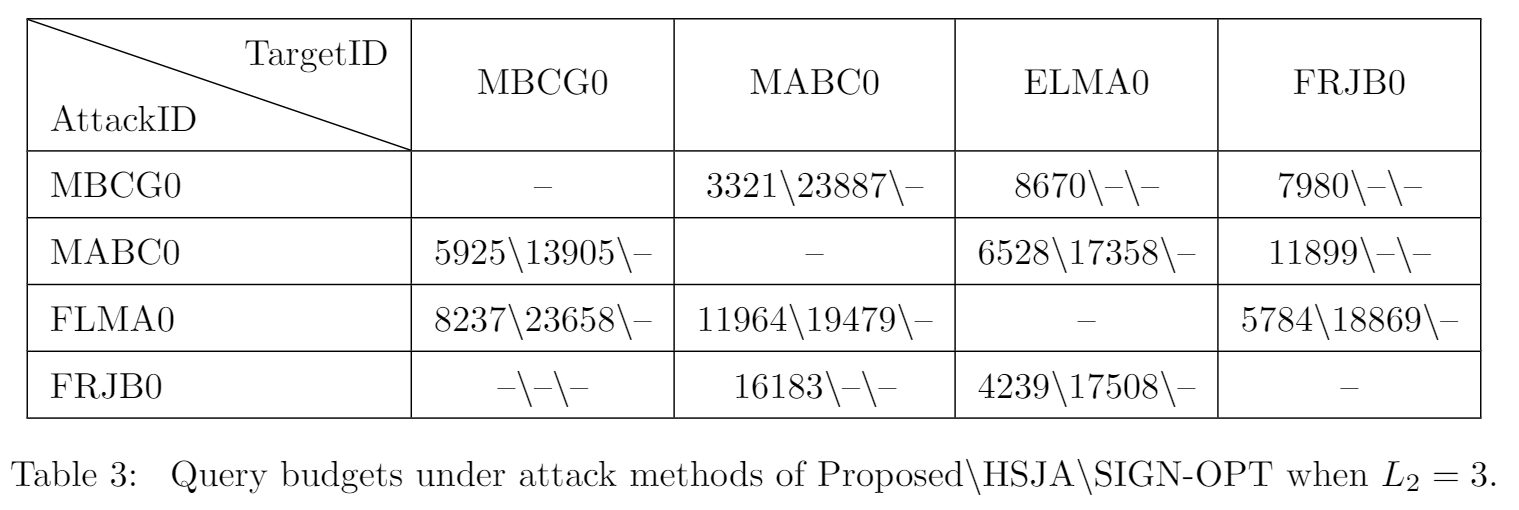 TargetID
AttackID
MBCG0 MABC0 ELMA0 FRJB0
MBCG0 – 3321\23887\– 8670\–\– 7980\–\–
MABC0 5925\13905\– – 6528\17358\– 11899\–\–
FLMA0 8237\23658\– 11964\19479\– – 5784\18869\–
FRJB0 –\–\– 16183\–\– 4239\17508\– –
Table 3: Query budgets under attack methods of Proposed\HSJA\SIGN-OPT when L₂ = 3.